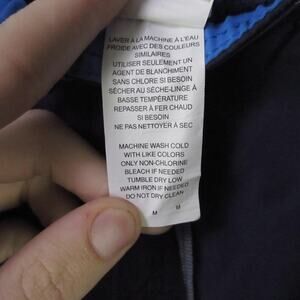 LAVER À LA MACHINE À L'EAU
FROIDE AVEC DES COULEURS
SIMILAIRES
UTILISER SEULEMENT UN
AGENT DE BLANCHIMENT
SANS CHLORE SI BESOIN
SÉCHER AU SÈCHE-LINGE À
BASSE TEMPÉRATURE
REPASSER À FER CHAUD
SI BESOIN
NE PAS NETTOYER À SEC
MACHINE WASH COLD
WITH LIKE COLORS
ONLY NON-CLORINE
BLEACH IF NEEDED
TUMBLE DRY LOW
WARM IRON IF NEEDED
DO NOT DRY CLEAN
M M